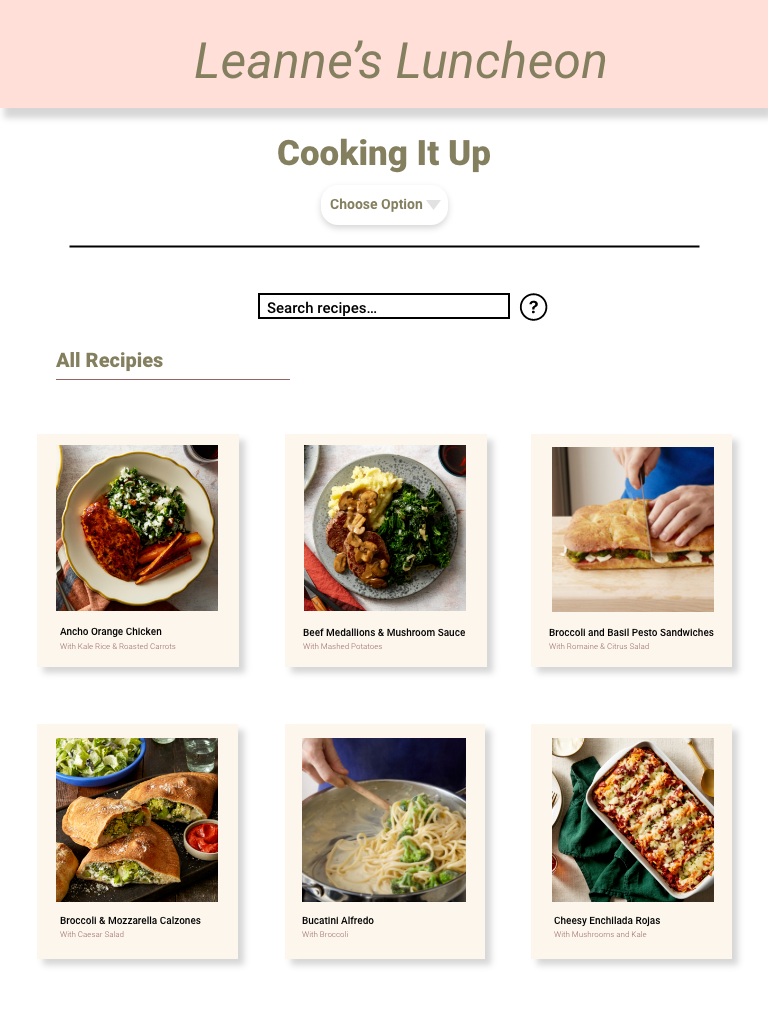 Leanne's Luncheon
Cooking It Up
Choose Option
Search recipes...
?
All Recipies
Ancho Orange Chicken
With Kale Rice & Roasted Carrots
Beef Medallions & Mushroom Sauce
With Mashed Potatoes
Broccoli and Basil Pesto Sandwiches
With Romaine & Citrus Salad
Broccoli & Mozzarella Calzones
With Caesar Salad
Bucatini Alfredo
With Broccoli
Cheesy Enchilada Rojas
With Mushrooms and Kale